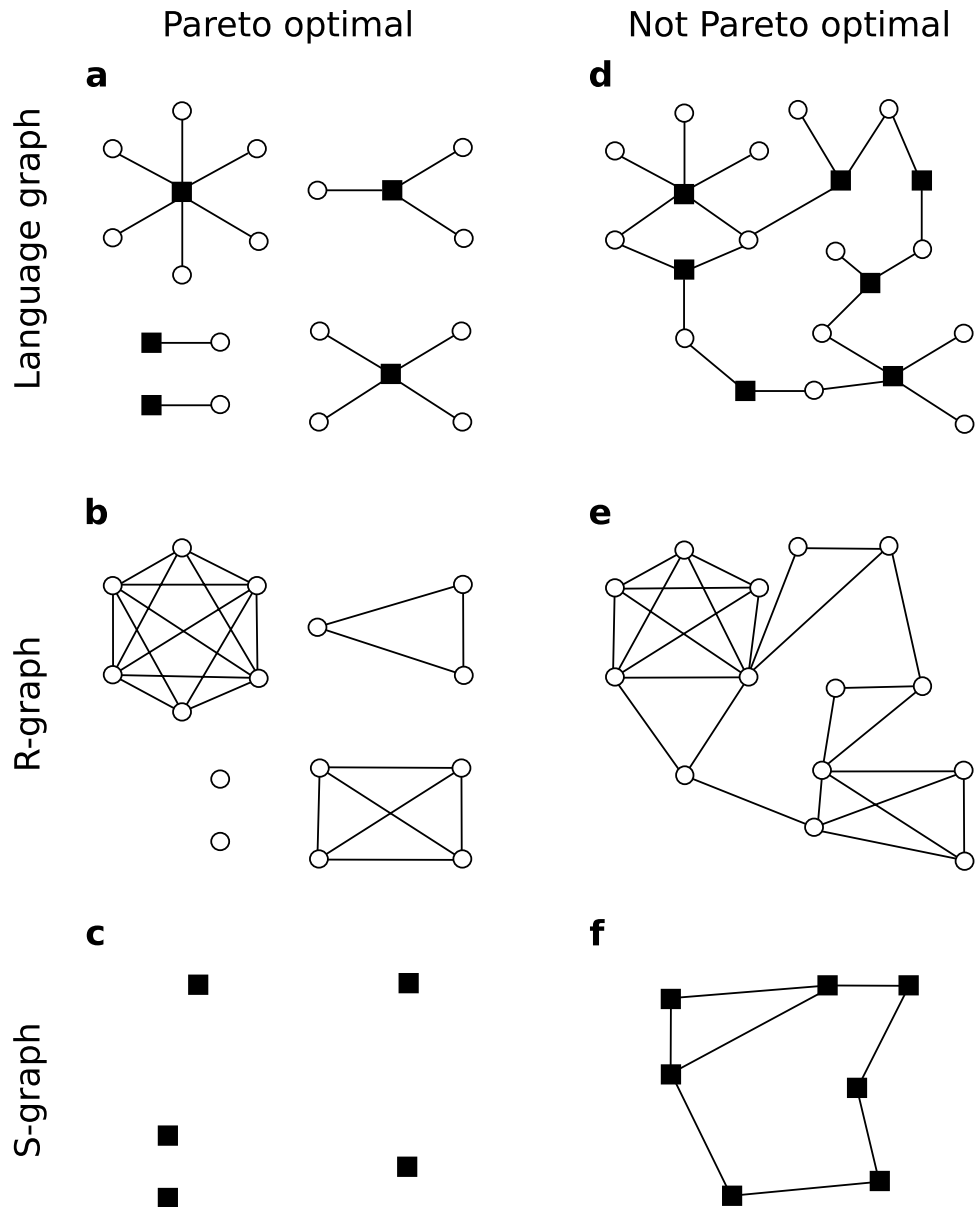 Pareto optimal
Not Pareto optimal
a
d
Language graph
b
e
R-graph
c
f
S-graph